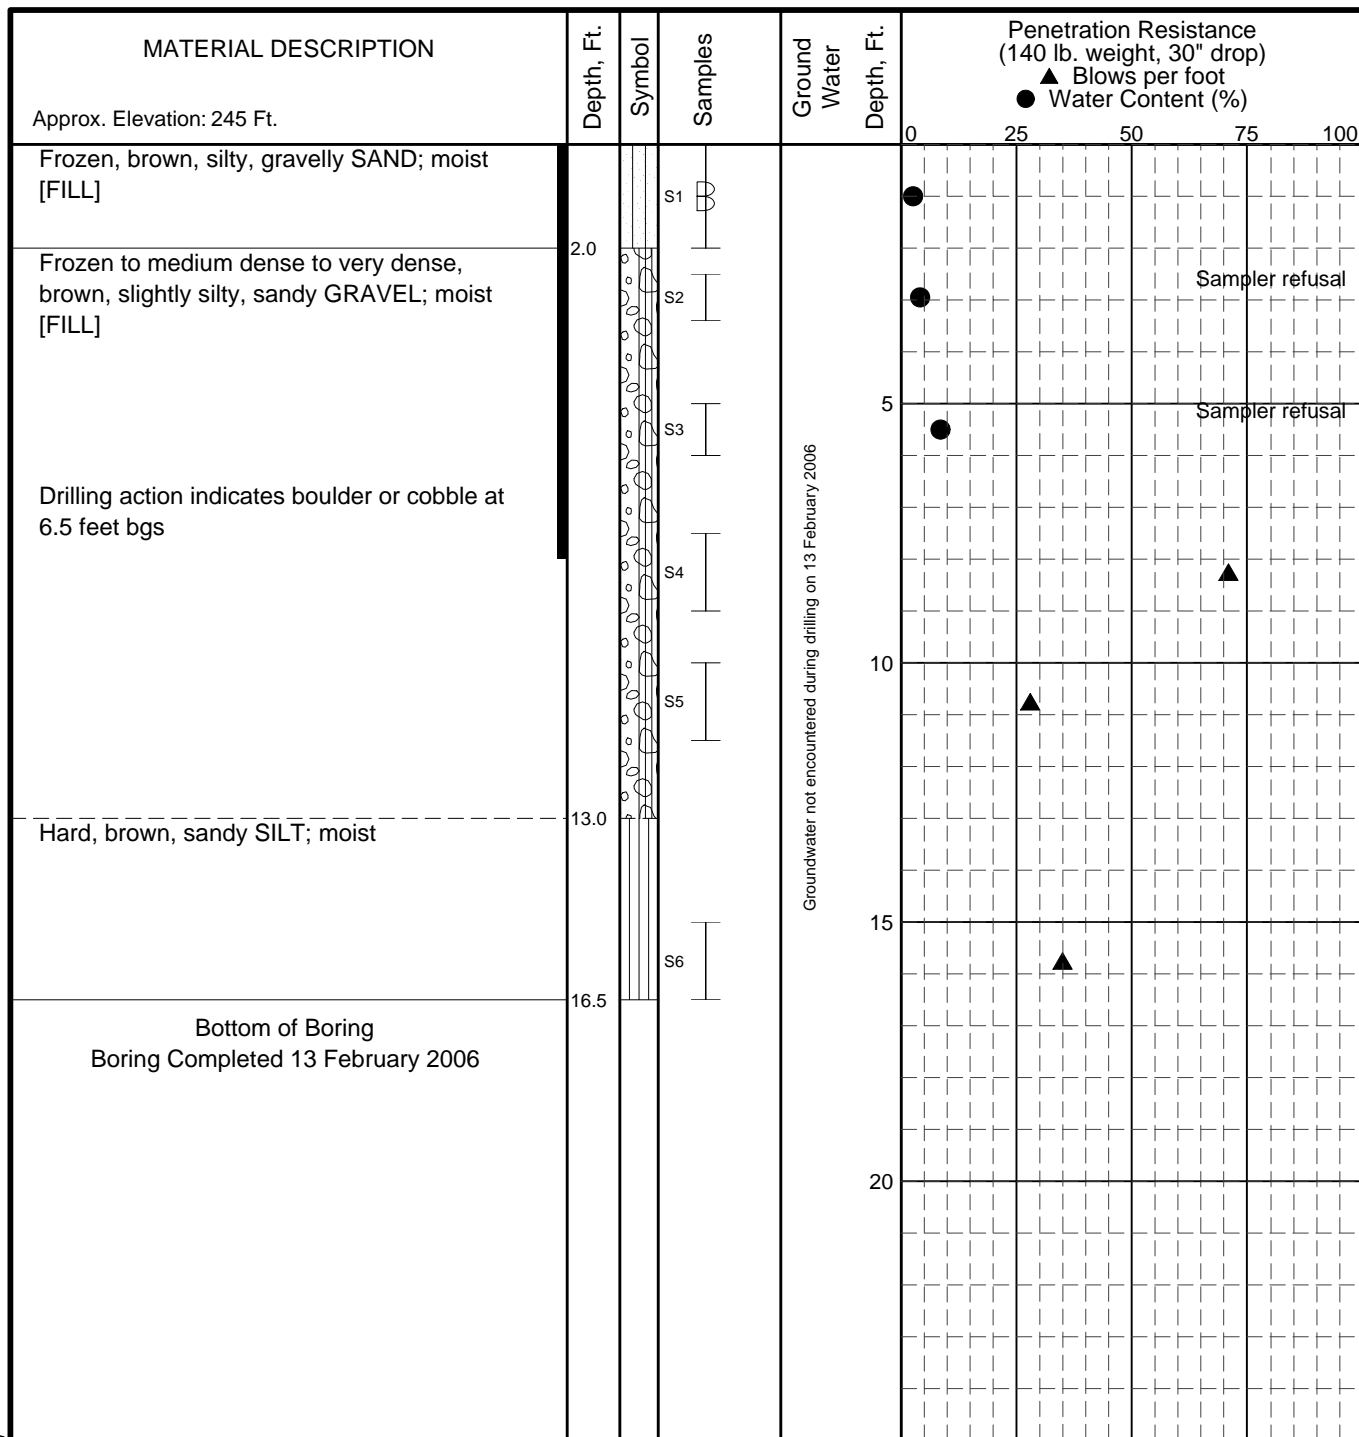 MATERIAL DESCRIPTION
Approx. Elevation: 245 Ft.
Depth, Ft.
Symbol
Samples
Ground
Water
Depth, Ft.
Penetration Resistance
(140 lb. weight, 30" drop)
▲ Blows per foot
● Water Content (%)
0 25 50 75 100
Frozen, brown, silty, gravelly SAND; moist
[FILL]
S1
2.0
Frozen to medium dense to very dense,
brown, slightly silty, sandy GRAVEL; moist
[FILL]
S2
Sampler refusal
5
Sampler refusal
S3
Drilling action indicates boulder or cobble at
6.5 feet bgs
S4
Groundwater not encountered during drilling on 13 February 2006
10
S5
13.0
Hard, brown, sandy SILT; moist
15
S6
16.5
Bottom of Boring
Boring Completed 13 February 2006
20